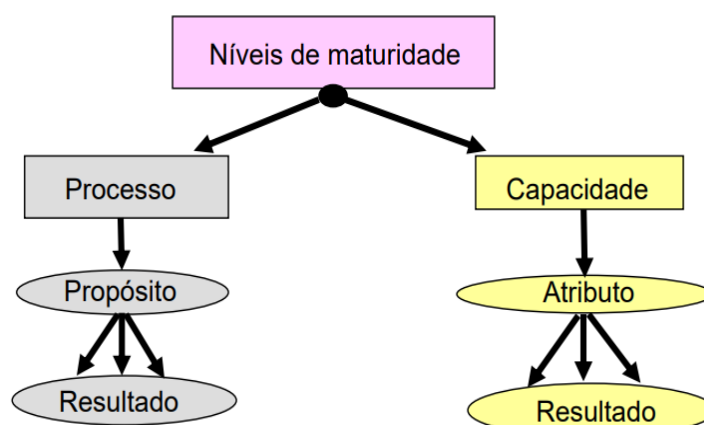 Níveis de maturidade
Processo
Capacidade
Propósito
Atributo
Resultado
Resultado